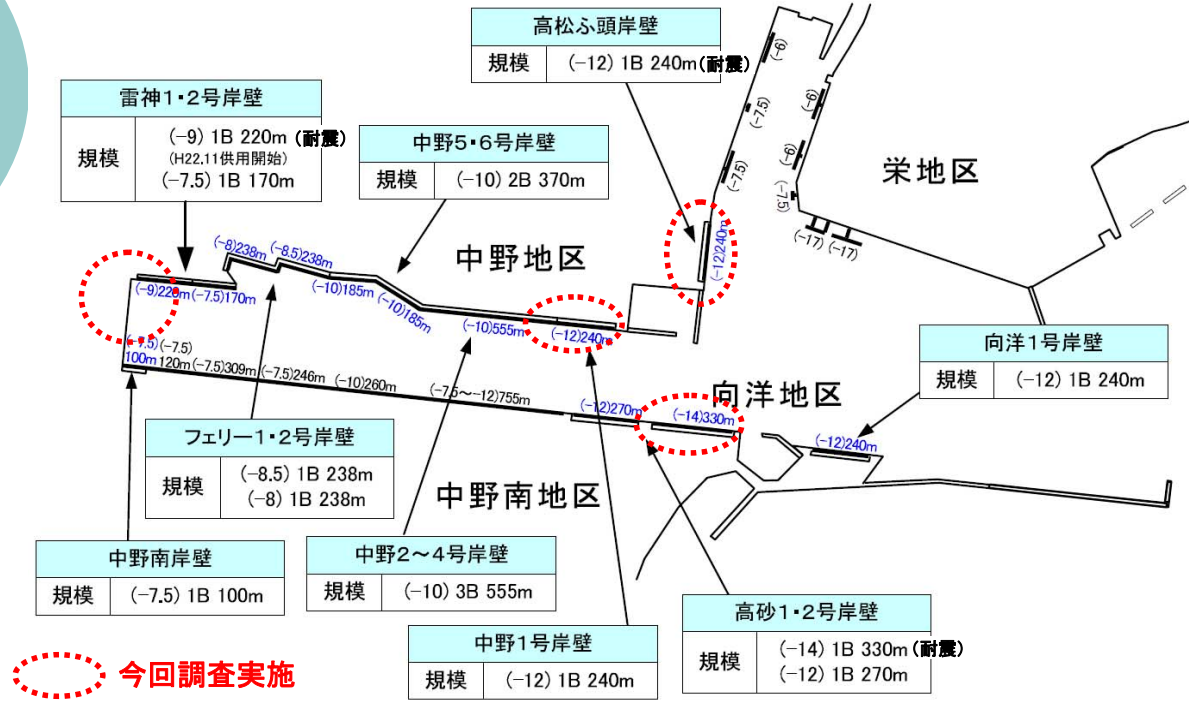 高松ふ頭岸壁
規模 (-12) 1B 240m(耐震)
雷神1・2号岸壁
規模 (-9) 1B 220m (耐震)
(H22.11供用開始)
(-7.5) 1B 170m
中野5・6号岸壁
規模 (-10) 2B 370m
(-9)
(-7.5)
(-7.5)
(-9)
(-9)
(-7.5)
(-17) (-17)
栄地区
(-12)240m
中野地区
(-8)238m (-8.5)238m
(-10)185m
(-10)185m
(-9)220m (-7.5)170m
(-10)555m
(-12)240m
向洋1号岸壁
規模 (-12) 1B 240m
(-7.5) (-7.5)
100m 120m (-7.5)309m (-7.5)246m (-10)260m
(-7.5~-12)755m
向洋地区
(-12)270m
(-14)330m
(-12)240m
フェリー1・2号岸壁
規模 (-8.5) 1B 238m
(-8) 1B 238m
中野南地区
中野南岸壁
規模 (-7.5) 1B 100m
中野2~4号岸壁
規模 (-10) 3B 555m
高砂1・2号岸壁
規模 (-14) 1B 330m (耐震)
(-12) 1B 270m
中野1号岸壁
規模 (-12) 1B 240m
今回調査実施